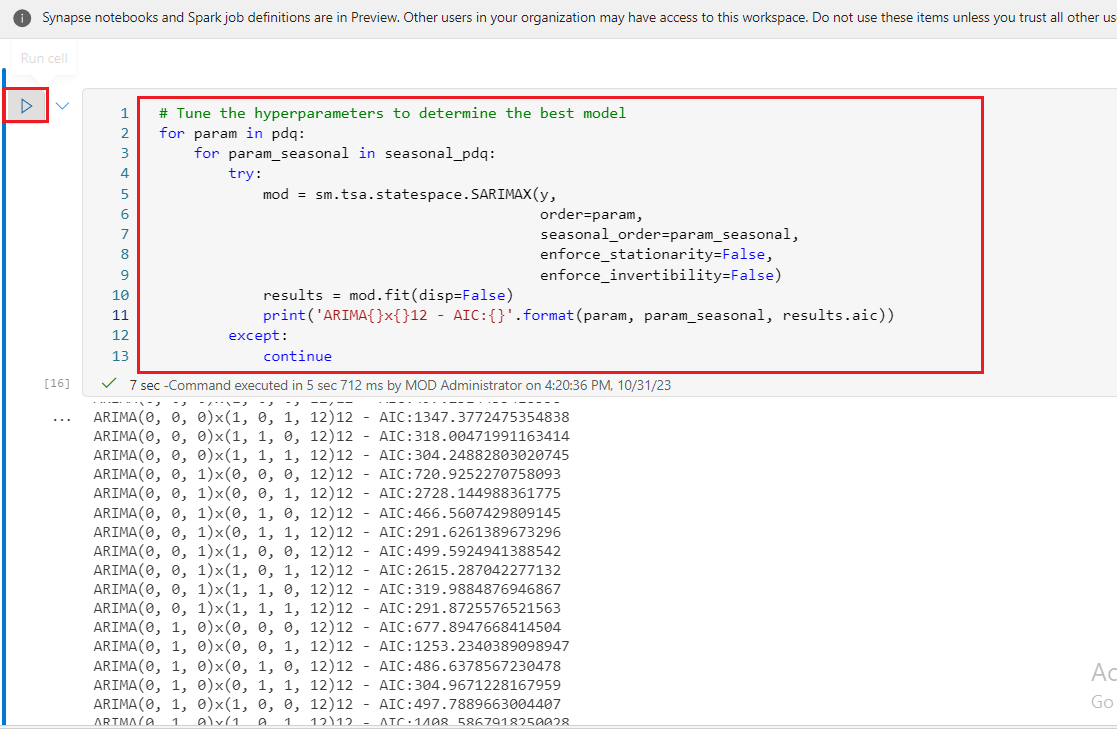 Synapse notebooks and Spark job definitions are in Preview. Other users in your organization may have access to this workspace. Do not use these items unless you trust all other us
Run cell
1 # Tune the hyperparameters to determine the best model
2 for param in pdq:
3 for param_seasonal in seasonal_pdq:
4 try:
5 mod = sm.tsa.statespace.SARIMAX(y,
6 order=param,
7 seasonal_order=param_seasonal,
8 enforce_stationarity=False,
9 enforce_invertibility=False)
10 results = mod.fit(disp=False)
11 print('ARIMA{}x{}12 - AIC:{}'.format(param, param_seasonal, results.aic))
12 except:
13 continue
[16] 7 sec -Command executed in 5 sec 712 ms by MOD Administrator on 4:20:36 PM, 10/31/23
...
ARIMA(0, 0, 0)x(1, 0, 1, 12)12 - AIC:1347.3772475354838
ARIMA(0, 0, 0)x(1, 1, 0, 12)12 - AIC:318.00471991163414
ARIMA(0, 0, 0)x(1, 1, 1, 12)12 - AIC:304.24882803020745
ARIMA(0, 0, 1)x(0, 0, 0, 12)12 - AIC:720.9252270758093
ARIMA(0, 0, 1)x(0, 0, 1, 12)12 - AIC:2728.144988361775
ARIMA(0, 0, 1)x(0, 1, 0, 12)12 - AIC:466.5607429809145
ARIMA(0, 0, 1)x(0, 1, 1, 12)12 - AIC:291.6261389673296
ARIMA(0, 0, 1)x(1, 0, 0, 12)12 - AIC:499.5924941388542
ARIMA(0, 0, 1)x(1, 0, 1, 12)12 - AIC:2615.287042277132
ARIMA(0, 0, 1)x(1, 1, 0, 12)12 - AIC:319.9884876946867
ARIMA(0, 0, 1)x(1, 1, 1, 12)12 - AIC:291.8725576521563
ARIMA(0, 1, 0)x(0, 0, 0, 12)12 - AIC:677.8947668414504
ARIMA(0, 1, 0)x(0, 0, 1, 12)12 - AIC:1253.2340389098947
ARIMA(0, 1, 0)x(0, 1, 0, 12)12 - AIC:486.6378567230478
ARIMA(0, 1, 0)x(0, 1, 1, 12)12 - AIC:304.9671228167959
ARIMA(0, 1, 0)x(1, 0, 0, 12)12 - AIC:497.7889663004407
ARIMA(0, 1, 0)x(1, 0, 1, 12)12 - AIC:1408.5867918250028
Ac
Go